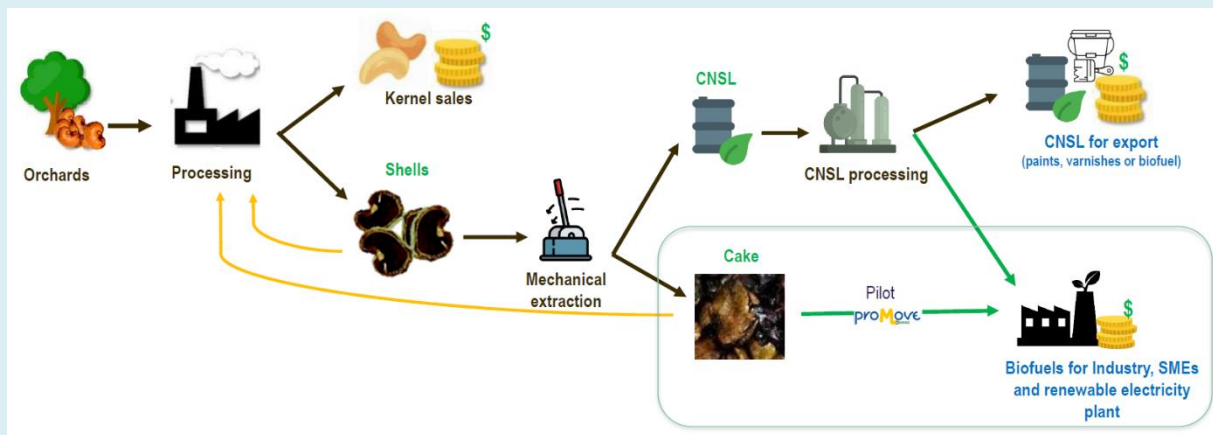 Orchards
Processing
$
Kernel sales
Shells
Mechanical
extraction
CNSL
CNSL processing
$
CNSL for export
(paints, varnishes or biofuel)
Cake
Pilot
proMove
$
Biofuels for Industry, SMEs
and renewable electricity
plant